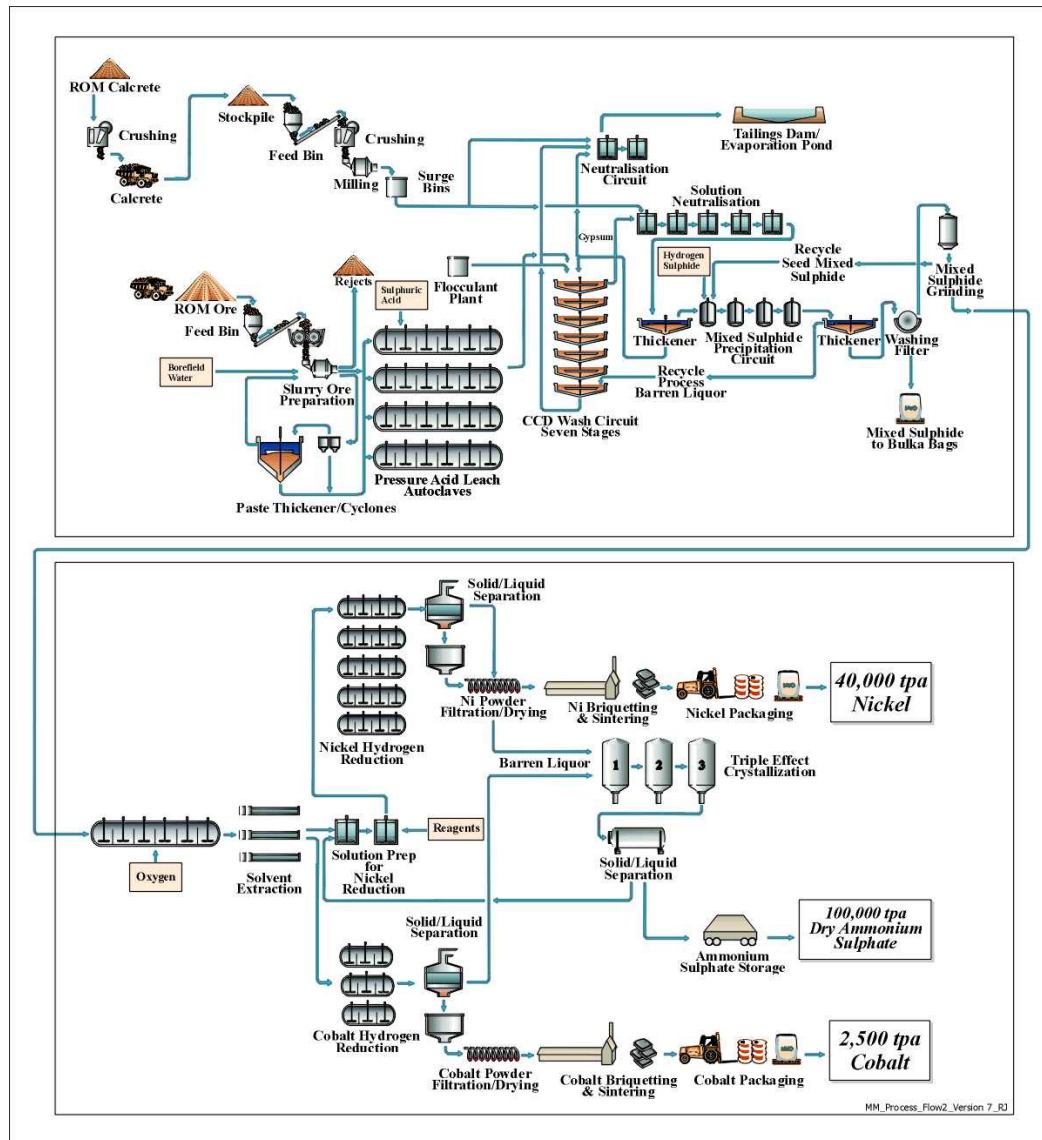 ROM Calcrete
Crushing
Calcrete
Stockpile
Feed Bin
Crushing
Milling
Surge
Bins
Neutralisation
Circuit
Tailings Dam/
Evaporation Pond
Solution
Neutralisation
Gypsum
Hydrogen
Sulphide
Recycle
Seed Mixed
Sulphide
Mixed
Sulphide
Grinding
ROM Ore
Feed Bin
Rejects
Sulphuric
Acid
Flocculant
Plant
Borefield
Water
Slurry Ore
Preparation
Thickener
Mixed Sulphide
Precipitation
Circuit
Thickener
Washing
Filter
Recycle
Process
Barren Liquor
CCD Wash Circuit
Seven Stages
Mixed Sulphide
to Bulka Bags
Pressure Acid Leach
Autoclaves
Paste Thickener/Cyclones
Solid/Liquid
Separation
Nickel Hydrogen
Reduction
Ni Powder
Filtration/Drying
Ni Briquetting
& Sintering
Nickel Packaging
40,000 tpa
Nickel
Barren Liquor
1
2
3
Triple Effect
Crystallization
Oxygen
Solvent
Extraction
Solution Prep
for
Nickel
Reduction
Reagents
Solid/Liquid
Separation
Solid/Liquid
Separation
Ammonium
Sulphate Storage
100,000 tpa
Dry Ammonium
Sulphate
Cobalt Hydrogen
Reduction
Cobalt Powder
Filtration/Drying
Cobalt Briquetting
& Sintering
Cobalt Packaging
2,500 tpa
Cobalt
MM_Process_Flow2_Version 7_RJ